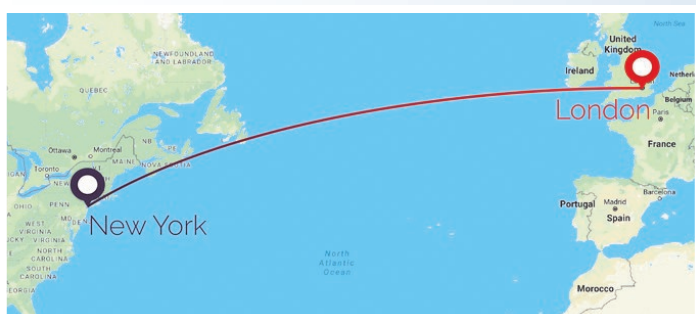 North Sea
United
Kingdom
NEWFOUNDLAND
AND LABRADOR
Ireland
Netherl
QUEBEC
London
Belgium
Paris
NB
PE
Ottawa
Montreal
France
MAINE
NOVA
Toronto
NEW
Barcelona
OHIO
PENN
Portugal
Madrid
Spain
MD
New York
WEST
VIRGINIA
VIRGINIA
NORTH
CAROLINA
North
Atlantic
Ocean
SOUTH
CAROLINA
Morocco